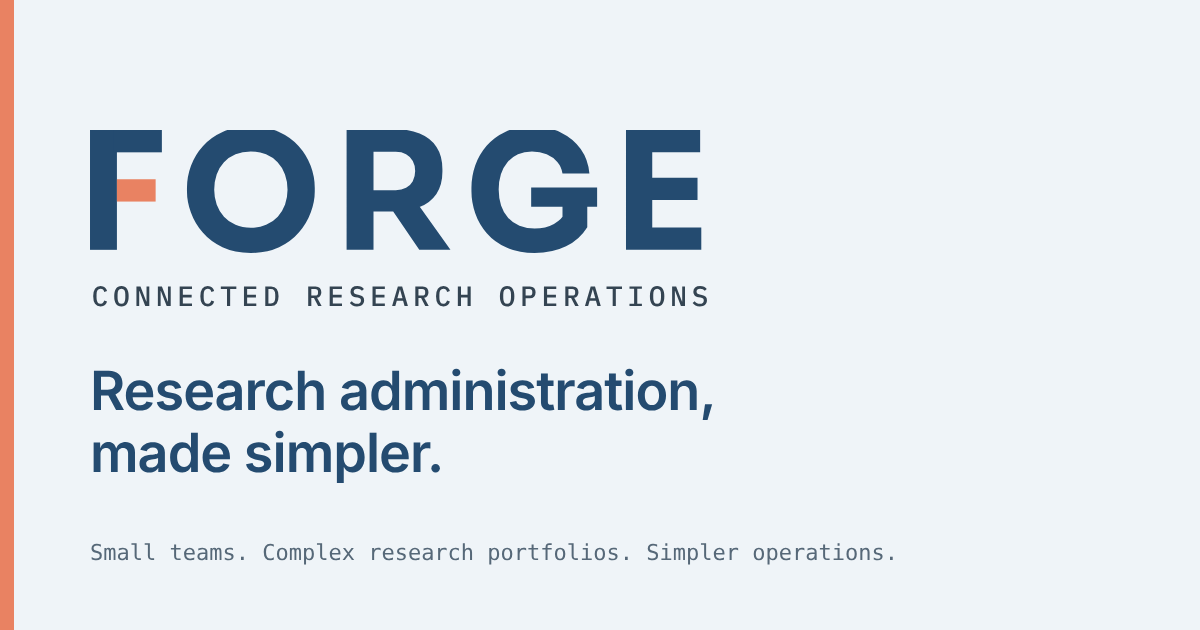 FORGE
CONNECTED RESEARCH OPERATIONS
Research administration,
made simpler.
Small teams. Complex research portfolios. Simpler operations.